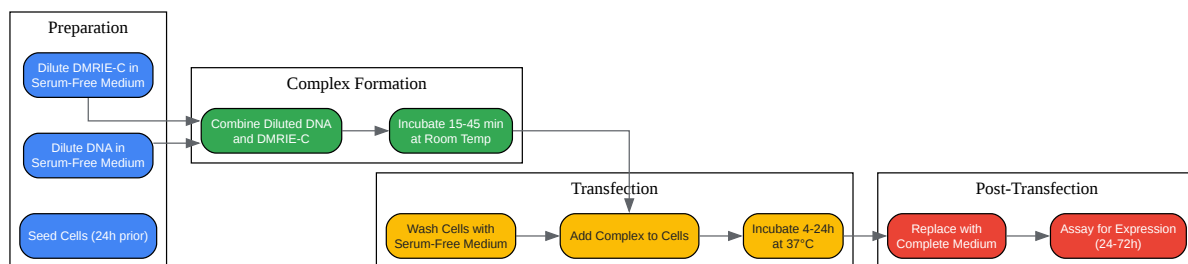 Preparation
Dilute DMRIE-C in
Serum-Free Medium
Dilute DNA in
Serum-Free Medium
Seed Cells (24h prior)
Complex Formation
Combine Diluted DNA
and DMRIE-C
Incubate 15-45 min
at Room Temp
Transfection
Wash Cells with
Serum-Free Medium
Add Complex to Cells
Incubate 4-24h
at 37°C
Post-Transfection
Replace with
Complete Medium
Assay for Expression
(24-72h)